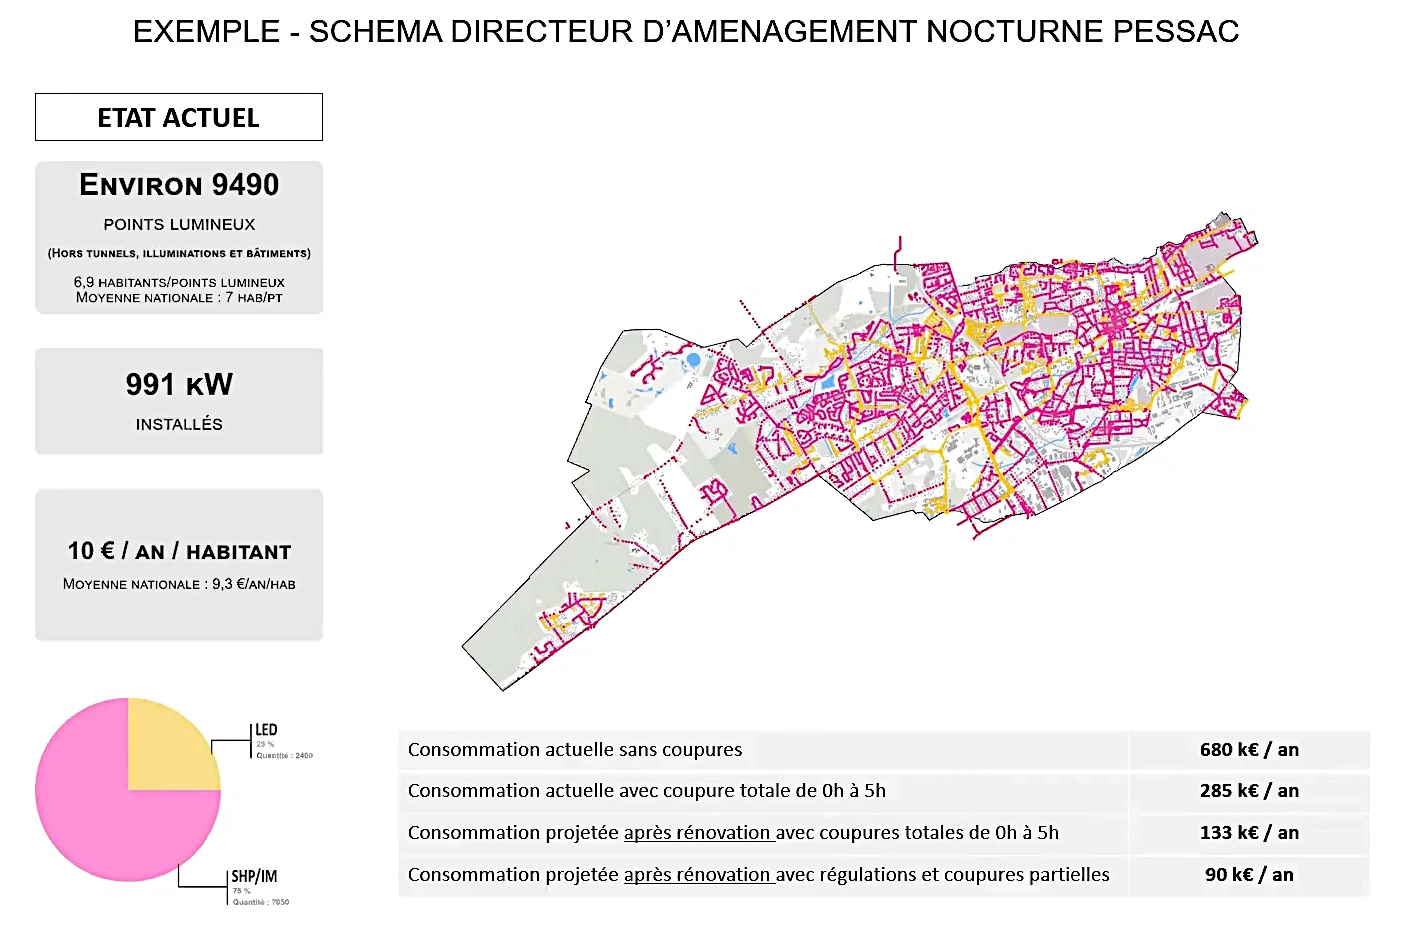 EXEMPLE - SCHEMA DIRECTEUR D'AMENAGEMENT NOCTURNE PESSAC
ETAT ACTUEL
ENVIRON 9490
POINTS LUMINEUX
(HORS TUNNELS, ILLUMINATIONS ET BÂTIMENTS)
6,9 HABITANTS/POINTS LUMINEUX
MOYENNE NATIONALE : 7 HAB/PT
991 KW
INSTALLÉS
10 € / AN / HABITANT
MOYENNE NATIONALE : 9,3 €/AN/HAB
LED
25 %
Quantité : 2400
SHP/IM
75 %
Quantité : 7050
Consommation actuelle sans coupures 680 k€ / an
Consommation actuelle avec coupure totale de 0h à 5h 285 k€ / an
Consommation projetée après rénovation avec coupures totales de 0h à 5h 133 k€ / an
Consommation projetée après rénovation avec régulations et coupures partielles 90 k€ / an